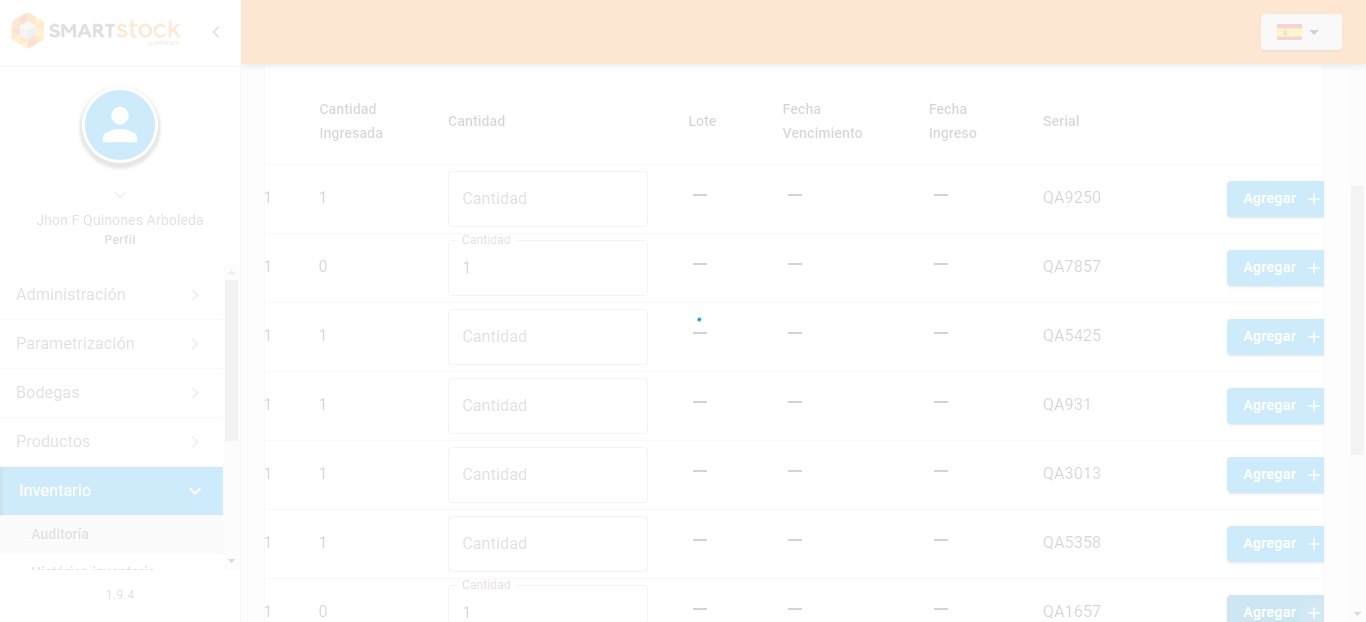 SMARTstock
Jhon F Quinones Arboleda
Perfil
Administración
Parametrización
Bodegas
Productos
Inventario
Auditoría
Histórico inventario
1.9.4
Cantidad Ingresada Cantidad Lote Fecha Vencimiento Fecha Ingreso Serial
1 1 Cantidad — — — QA9250 Agregar +
Cantidad
1 0 1 — — — QA7857 Agregar +
1 1 Cantidad — — — QA5425 Agregar +
1 1 Cantidad — — — QA931 Agregar +
1 1 Cantidad — — — QA3013 Agregar +
1 1 Cantidad — — — QA5358 Agregar +
Cantidad
1 0 1 — — — QA1657 Agregar +